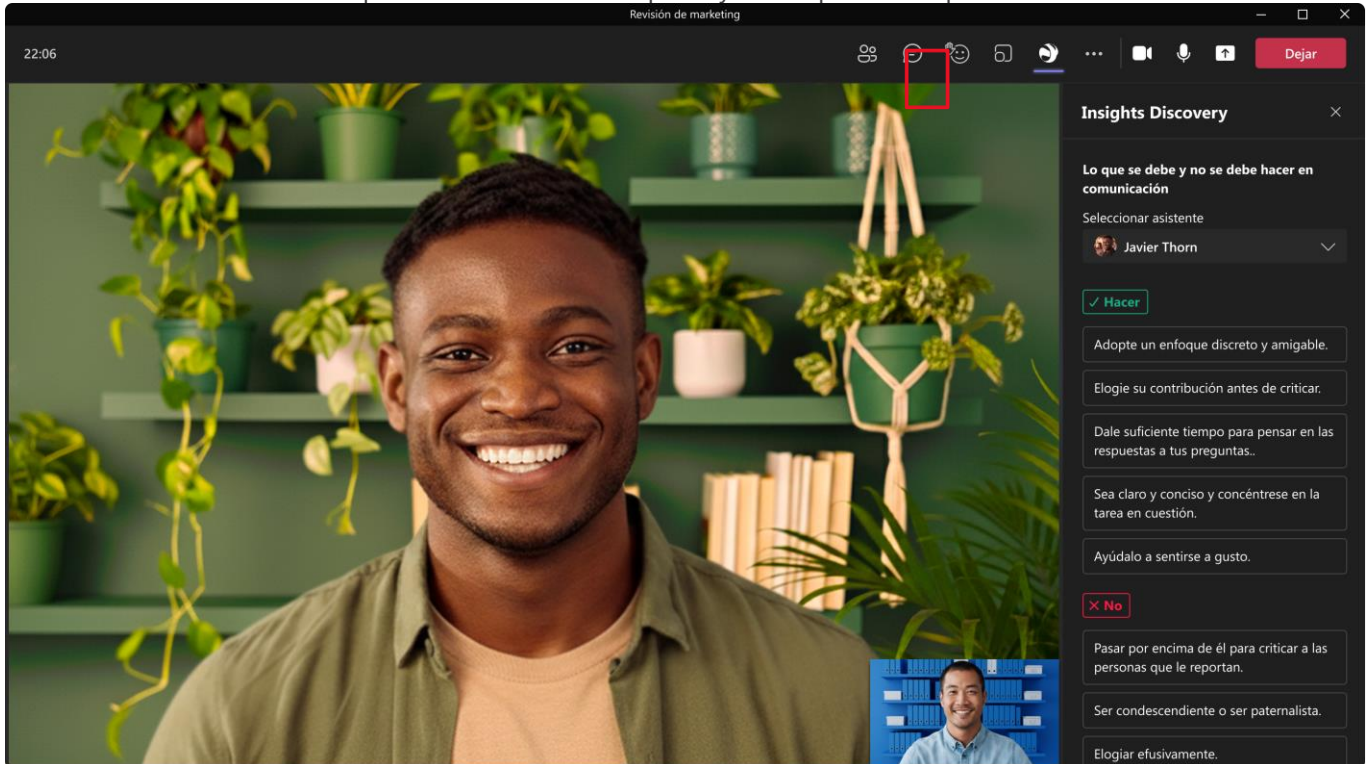 Revisión de marketing
22:06
Dejar
Insights Discovery
Lo que se debe y no se debe hacer en
comunicación
Seleccionar asistente
Javier Thorn
Hacer
Adopte un enfoque discreto y amigable.
Elogie su contribución antes de criticar.
Dale suficiente tiempo para pensar en las
respuestas a tus preguntas..
Sea claro y conciso y concéntrese en la
tarea en cuestión.
Ayúdalo a sentirse a gusto.
No
Pasar por encima de él para criticar a las
personas que le reportan.
Ser condescendiente o ser paternalista.
Elogiar efusivamente.